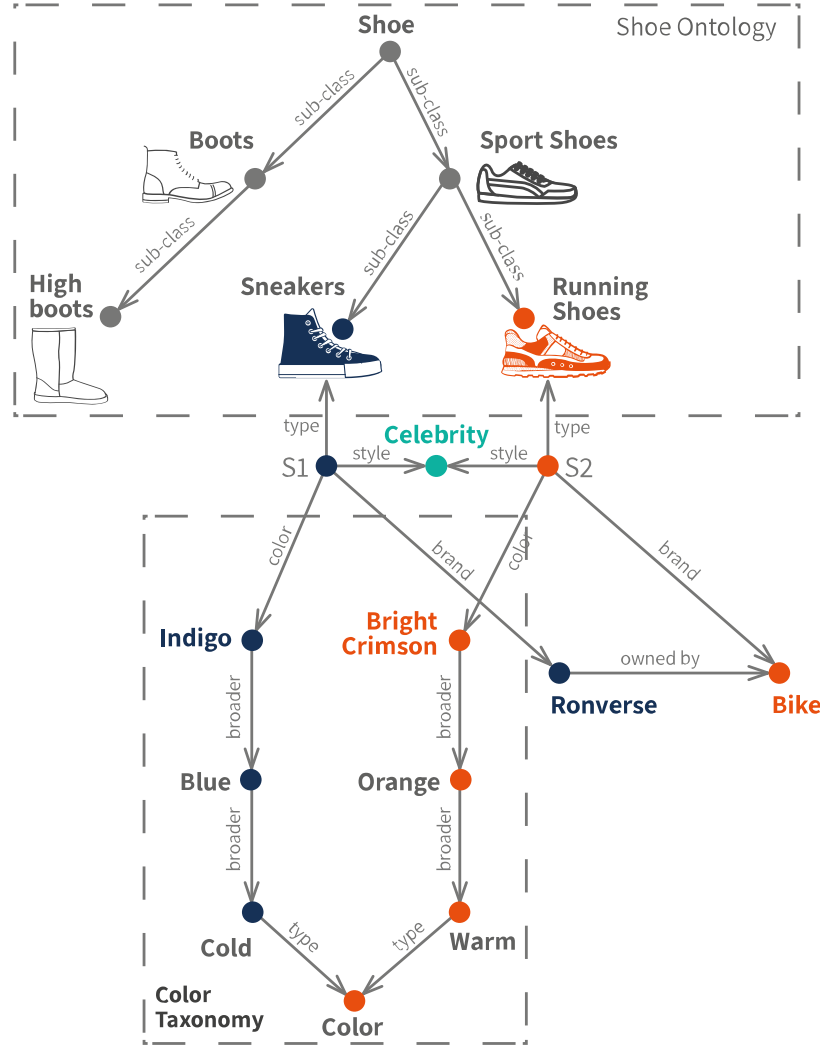 Shoe
Shoe Ontology
sub-class
sub-class
Boots
Sport Shoes
sub-class
sub-class
sub-class
High
boots
Sneakers
Running
Shoes
type
Celebrity
type
S1
style
style
S2
color
brand
color
brand
Indigo
Bright
Crimson
owned by
Ronverse
Bike
broader
broader
Blue
Orange
broader
broader
Cold
type
type
Warm
Color
Taxonomy
Color